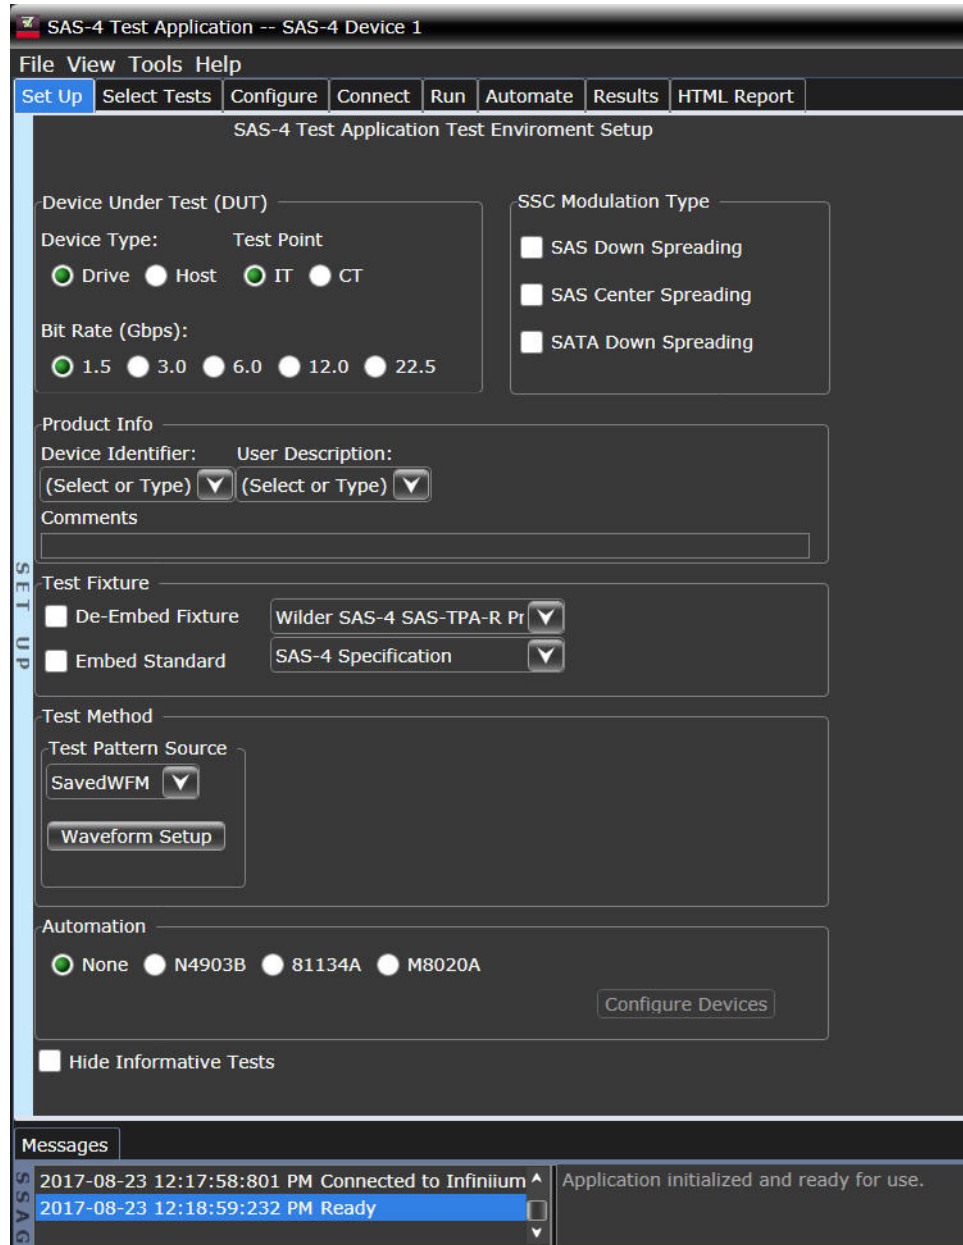 SAS-4 Test Application -- SAS-4 Device 1
File View Tools Help
Set Up Select Tests Configure Connect Run Automate Results HTML Report
SAS-4 Test Application Test Enviroment Setup
Device Under Test (DUT)
Device Type: Test Point
Drive Host IT CT
Bit Rate (Gbps):
1.5 3.0 6.0 12.0 22.5
SSC Modulation Type
SAS Down Spreading
SAS Center Spreading
SATA Down Spreading
Product Info
Device Identifier: User Description:
(Select or Type) (Select or Type)
Comments
SET UP
Test Fixture
De-Embed Fixture Wilder SAS-4 SAS-TPA-R Pr
Embed Standard SAS-4 Specification
Test Method
Test Pattern Source
SavedWFM
Waveform Setup
Automation
None N4903B 81134A M8020A
Configure Devices
Hide Informative Tests
Messages
SSAG
2017-08-23 12:17:58:801 PM Connected to Infiniium
2017-08-23 12:18:59:232 PM Ready
Application initialized and ready for use.